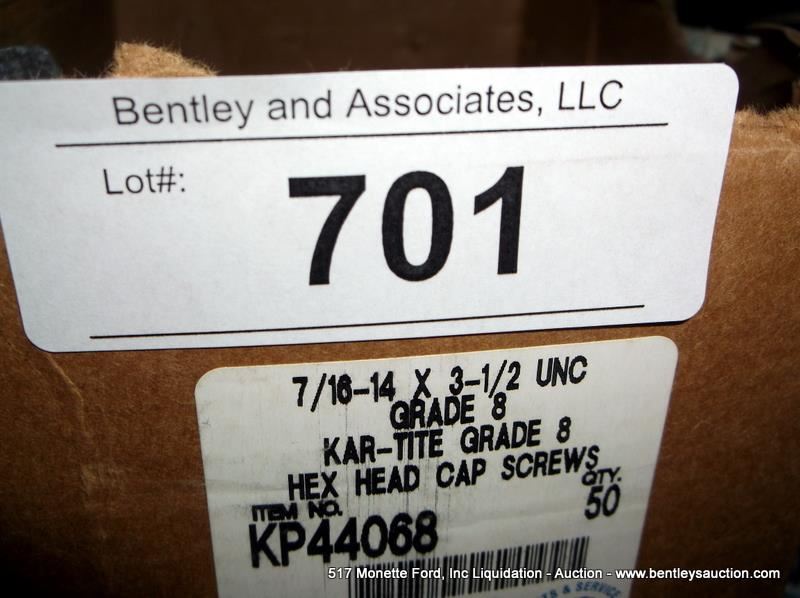 Bentley and Associates, LLC
Lot#: 701
7/16-14 X 3-1/2 UNC
GRADE 8
KAR-TITE GRADE 8
HEX HEAD CAP SCREWS
ITEM NO. QTY.
KP44068 50
& SERVICE
517 Monette Ford, Inc Liquidation - Auction - www.bentleysauction.com